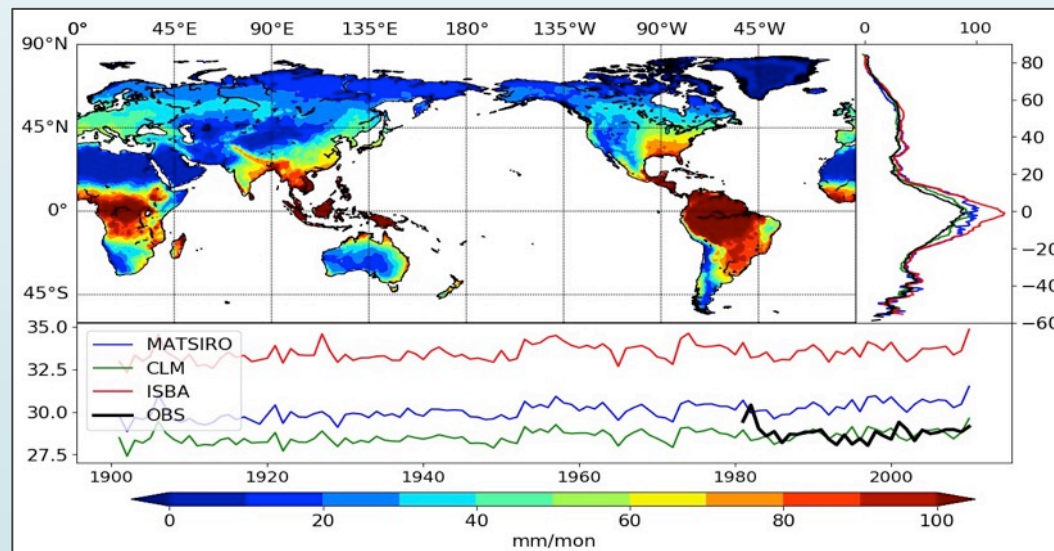 0° 45°E 90°E 135°E 180° 135°W 90°W 45°W 0 100
90°N
80
60
45°N
40
20
0°
0
−20
−40
45°S
−60
35.0
MATSIRO
CLM
32.5
ISBA
30.0
OBS
27.5
1900 1920 1940 1960 1980 2000
0 20 40 60 80 100
mm/mon